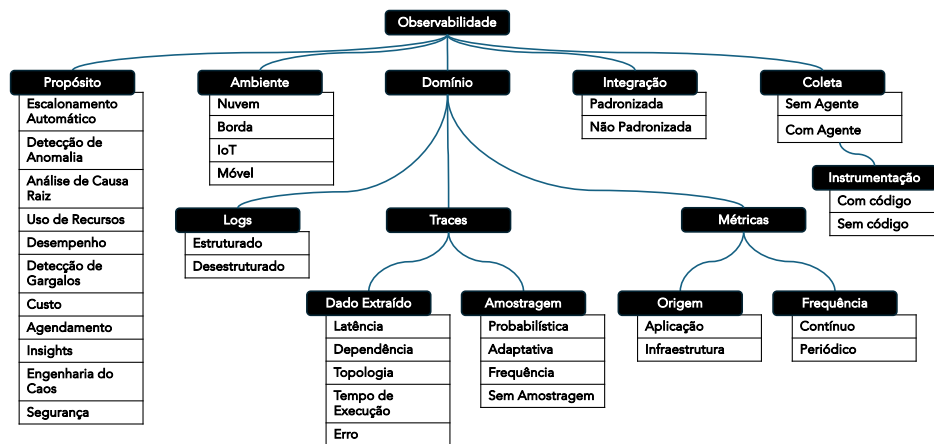 Observabilidade
Propósito
Escalonamento
Automático
Detecção de
Anomalia
Análise de Causa
Raiz
Uso de Recursos
Desempenho
Detecção de
Gargalos
Custo
Agendamento
Insights
Engenharia do
Caos
Segurança
Ambiente
Nuvem
Borda
IoT
Móvel
Domínio
Logs
Estruturado
Desestruturado
Traces
Dado Extraído
Latência
Dependência
Topologia
Tempo de
Execução
Erro
Amostragem
Probabilística
Adaptativa
Frequência
Sem Amostragem
Métricas
Origem
Aplicação
Infraestrutura
Frequência
Contínuo
Periódico
Integração
Padronizada
Não Padronizada
Coleta
Sem Agente
Com Agente
Instrumentação
Com código
Sem código